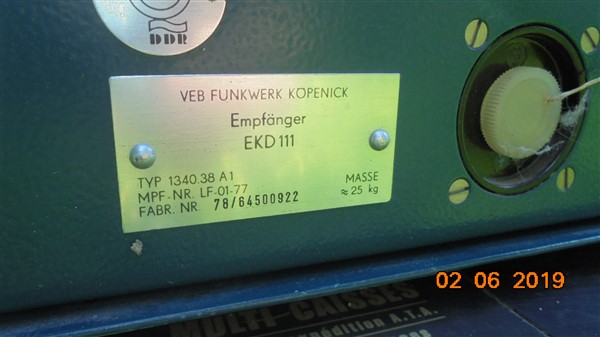 DDR
VEB FUNKWERK KÖPENICK
Empfänger
EKD 111
TYP 1340.38 A1
MPF.-NR. LF-01-77
FABR. NR. 78/64500922
MASSE
≈ 25 kg
02 06 2019
MULTI-CAISSES
Expédition A.T.A.